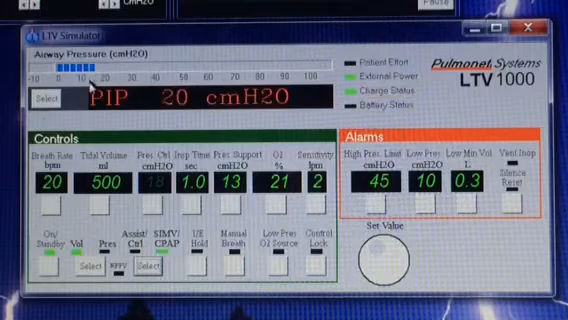 cmH2O
Pause
LTV Simulator
Airway Pressure (cmH2O)
-10 0 10 20 30 40 50 60 70 80 90 100
Select
PIP 20 cmH2O
Patient Effort
External Power
Charge Status
Battery Status
Pulmonet Systems
LTV 1000
Controls
Breath Rate
bpm
Tidal Volume
ml
Pres. Ctrl
cmH2O
Insp Time
sec
Pres. Support
cmH2O
O2
%
Sensitivity
lpm
20 500 18 1.0 13 21 2
On/
Standby
Vol
Pres
Assist/
Ctrl
SIMV/
CPAP
I/E
Hold
Manual
Breath
Low Pres
O2 Source
Control
Lock
Select
NPPV
Select
Alarms
High Pres. Limit
cmH2O
Low Pres.
cmH2O
Low Min Vol.
L
Vent Inop
45 10 0.3
Silence
Reset
Set Value